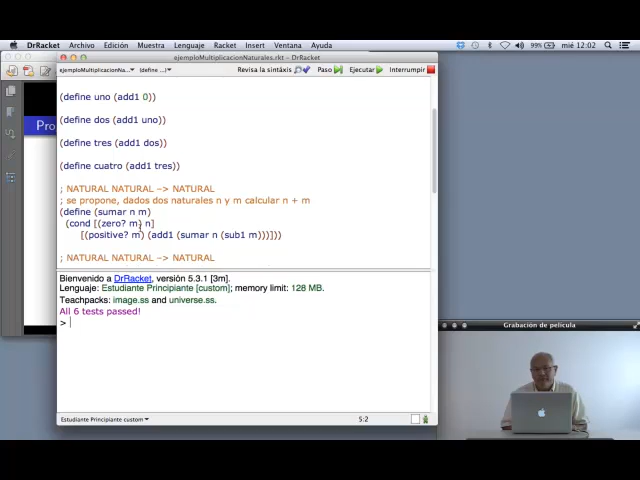 DrRacket Archivo Edición Muestra Lenguaje Racket Insert Ventana Ayuda 99% mié 12:02
ejemploMultiplicacionNaturales.rkt - DrRacket
ejemploMultiplicacionNa... (define ...) Revisa la sintáxis Paso Ejecutar Interrumpir
(define uno (add1 0))
(define dos (add1 uno))
(define tres (add1 dos))
(define cuatro (add1 tres))
; NATURAL NATURAL -> NATURAL
; se propone, dados dos naturales n y m calcular n + m
(define (sumar n m)
(cond [(zero? m) n]
[(positive? m) (add1 (sumar n (sub1 m)))]))
; NATURAL NATURAL -> NATURAL
Bienvenido a DrRacket, versión 5.3.1 [3m].
Lenguaje: Estudiante Principiante [custom]; memory limit: 128 MB.
Teachpacks: image.ss and universe.ss.
All 6 tests passed!
>
Estudiante Principiante custom 5:2
Pro
Grabación de película